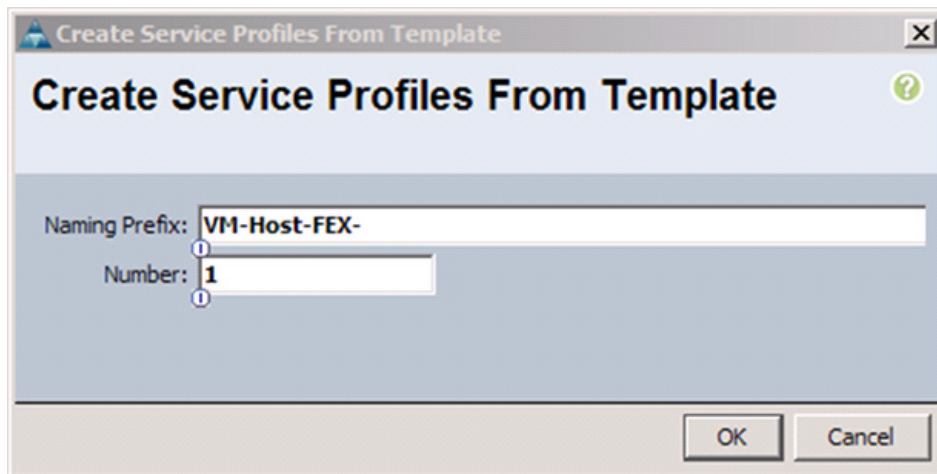 Create Service Profiles From Template
Create Service Profiles From Template
Naming Prefix: VM-Host-FEX-
Number: 1
OK Cancel